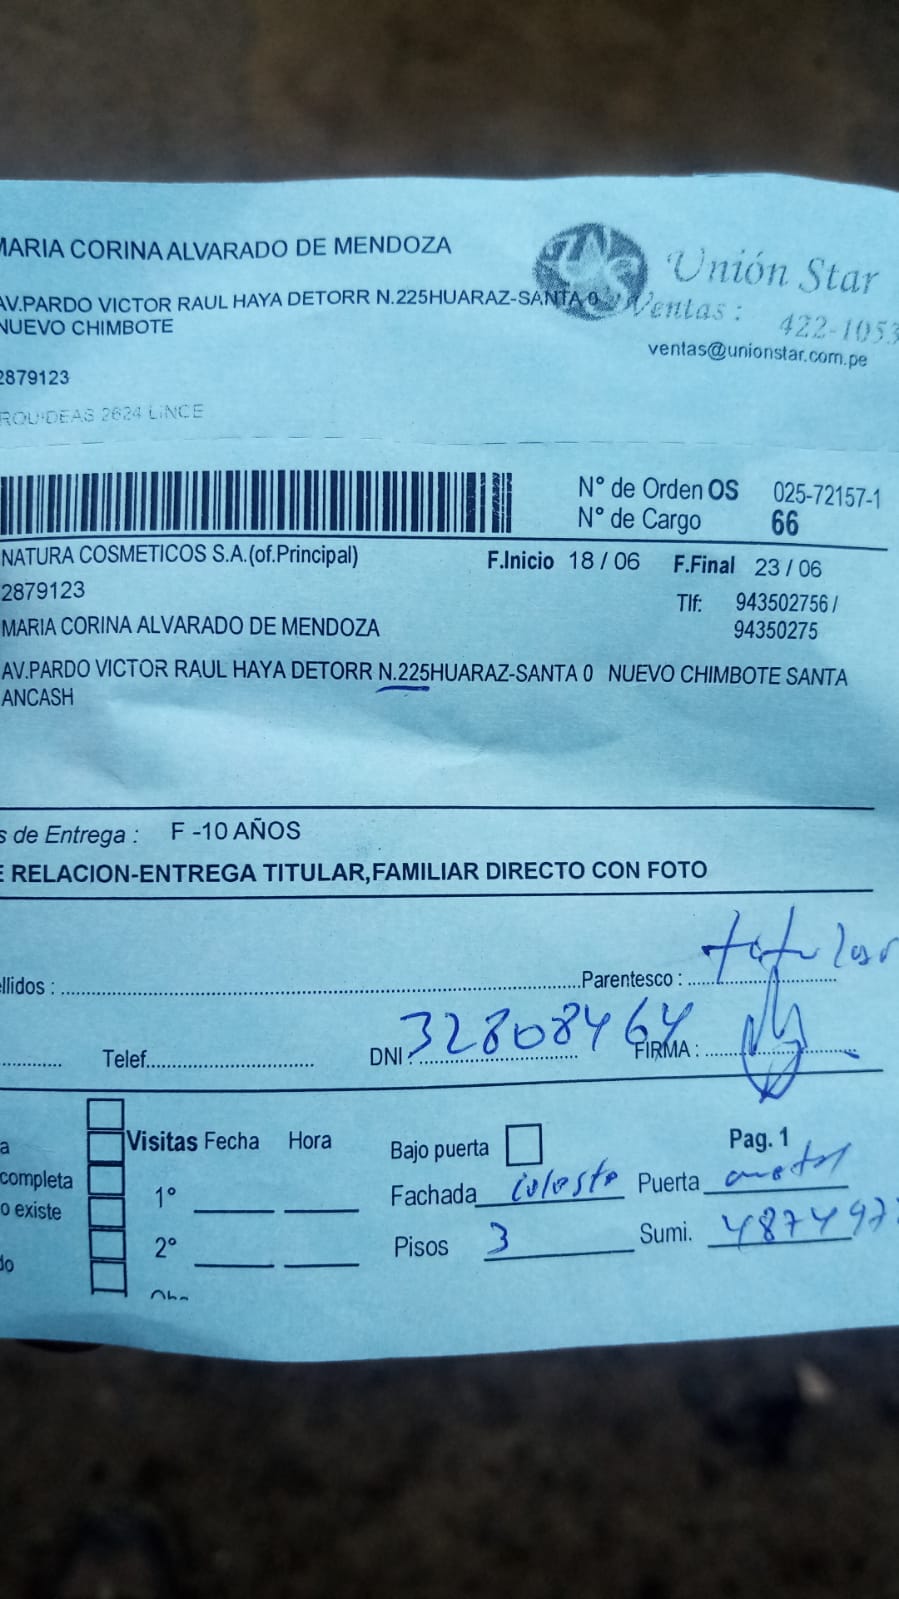 MARIA CORINA ALVARADO DE MENDOZA
Unión Star
AV.PARDO VICTOR RAUL HAYA DETORR N.225HUARAZ-SANTA 0
NUEVO CHIMBOTE
Ventas : 422-1053
ventas@unionstar.com.pe
2879123
RQUIDEAS 2624 LINCE
N° de Orden OS 025-72157-1
N° de Cargo 66
NATURA COSMETICOS S.A.(of.Principal)
F.Inicio 18 / 06 F.Final 23 / 06
2879123
Tlf: 943502756 /
94350275
MARIA CORINA ALVARADO DE MENDOZA
AV.PARDO VICTOR RAUL HAYA DETORR N.225HUARAZ-SANTA 0 NUEVO CHIMBOTE SANTA
ANCASH
s de Entrega : F -10 AÑOS
E RELACION-ENTREGA TITULAR,FAMILIAR DIRECTO CON FOTO
llidos : Parentesco : titular
Telef. DNI : 32808464 FIRMA :
Visitas Fecha Hora
Bajo puerta
Pag. 1
a
completa
o existe
do
1°
Fachada celeste Puerta
2°
Pisos 3 Sumi. 487497